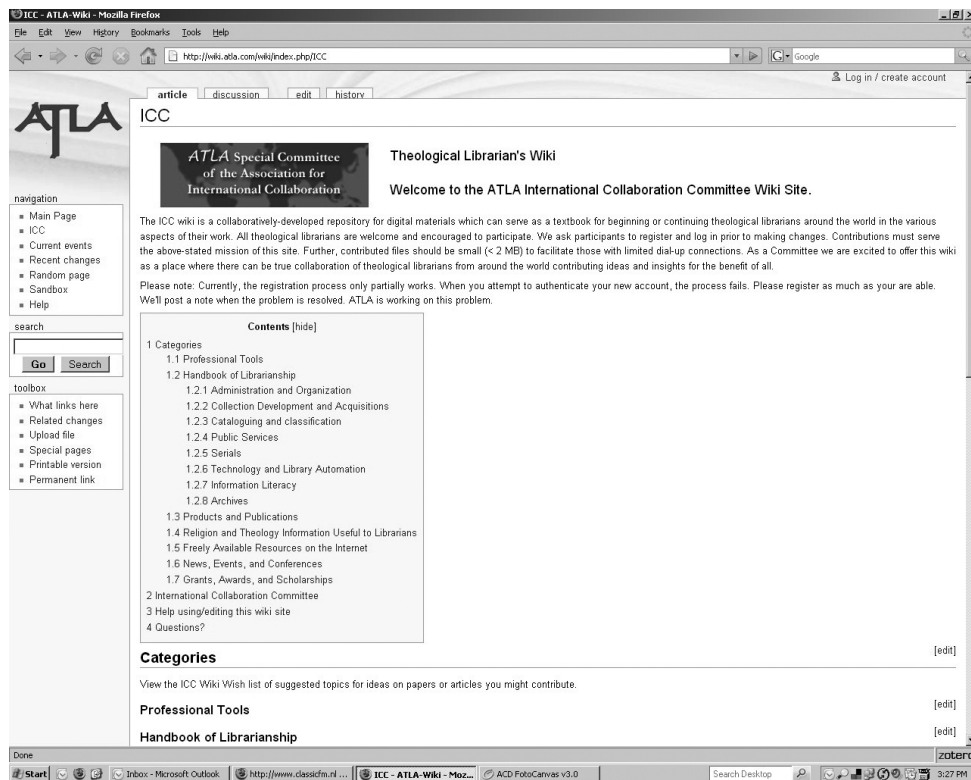 ICC - ATLA-Wiki - Mozilla Firefox
File Edit View History Bookmarks Tools Help
http://wiki.atla.com/wiki/index.php/ICC
Google
Log in / create account
article discussion edit history
ATLA
ICC
ATLA Special Committee
of the Association for
International Collaboration
Theological Librarian's Wiki
Welcome to the ATLA International Collaboration Committee Wiki Site.
The ICC wiki is a collaboratively-developed repository for digital materials which can serve as a textbook for beginning or continuing theological librarians around the world in the various
aspects of their work. All theological librarians are welcome and encouraged to participate. We ask participants to register and log in prior to making changes. Contributions must serve
the above-stated mission of this site. Further, contributed files should be small (< 2 MB) to facilitate those with limited dial-up connections. As a Committee we are excited to offer this wiki
as a place where there can be true collaboration of theological librarians from around the world contributing ideas and insights for the benefit of all.
Please note: Currently, the registration process only partially works. When you attempt to authenticate your new account, the process fails. Please register as much as your are able.
We'll post a note when the problem is resolved. ATLA is working on this problem.
navigation
Main Page
ICC
Current events
Recent changes
Random page
Sandbox
Help
search
Go Search
toolbox
What links here
Related changes
Upload file
Special pages
Printable version
Permanent link
Contents [hide]
1 Categories
1.1 Professional Tools
1.2 Handbook of Librarianship
1.2.1 Administration and Organization
1.2.2 Collection Development and Acquisitions
1.2.3 Cataloguing and classification
1.2.4 Public Services
1.2.5 Serials
1.2.6 Technology and Library Automation
1.2.7 Information Literacy
1.2.8 Archives
1.3 Products and Publications
1.4 Religion and Theology Information Useful to Librarians
1.5 Freely Available Resources on the Internet
1.6 News, Events, and Conferences
1.7 Grants, Awards, and Scholarships
2 International Collaboration Committee
3 Help using/editing this wiki site
4 Questions?
Categories [edit]
View the ICC Wiki Wish list of suggested topics for ideas on papers or articles you might contribute.
Professional Tools [edit]
Handbook of Librarianship [edit]
Done zotero
Start Inbox - Microsoft Outlook http://www.classicfm.nl ... ICC - ATLA-Wiki - Moz... ACD FotoCanvas v3.0 Search Desktop 3:27 PM